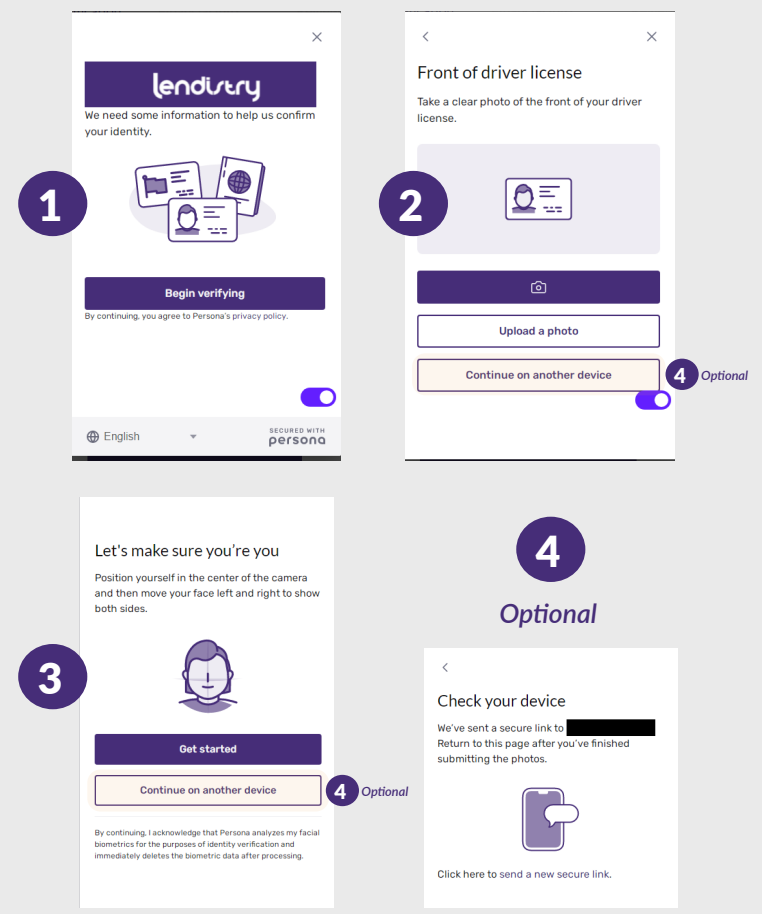 lendistry
We need some information to help us confirm
your identity.
1
Begin verifying
By continuing, you agree to Persona's privacy policy.
English
SECURED WITH
persona
Front of driver license
Take a clear photo of the front of your driver
license.
2
Upload a photo
Continue on another device
4 Optional
Let's make sure you're you
Position yourself in the center of the camera
and then move your face left and right to show
both sides.
3
Get started
Continue on another device
4 Optional
By continuing, I acknowledge that Persona analyzes my facial
biometrics for the purposes of identity verification and
immediately deletes the biometric data after processing.
4
Optional
Check your device
We've sent a secure link to
Return to this page after you've finished
submitting the photos.
Click here to send a new secure link.